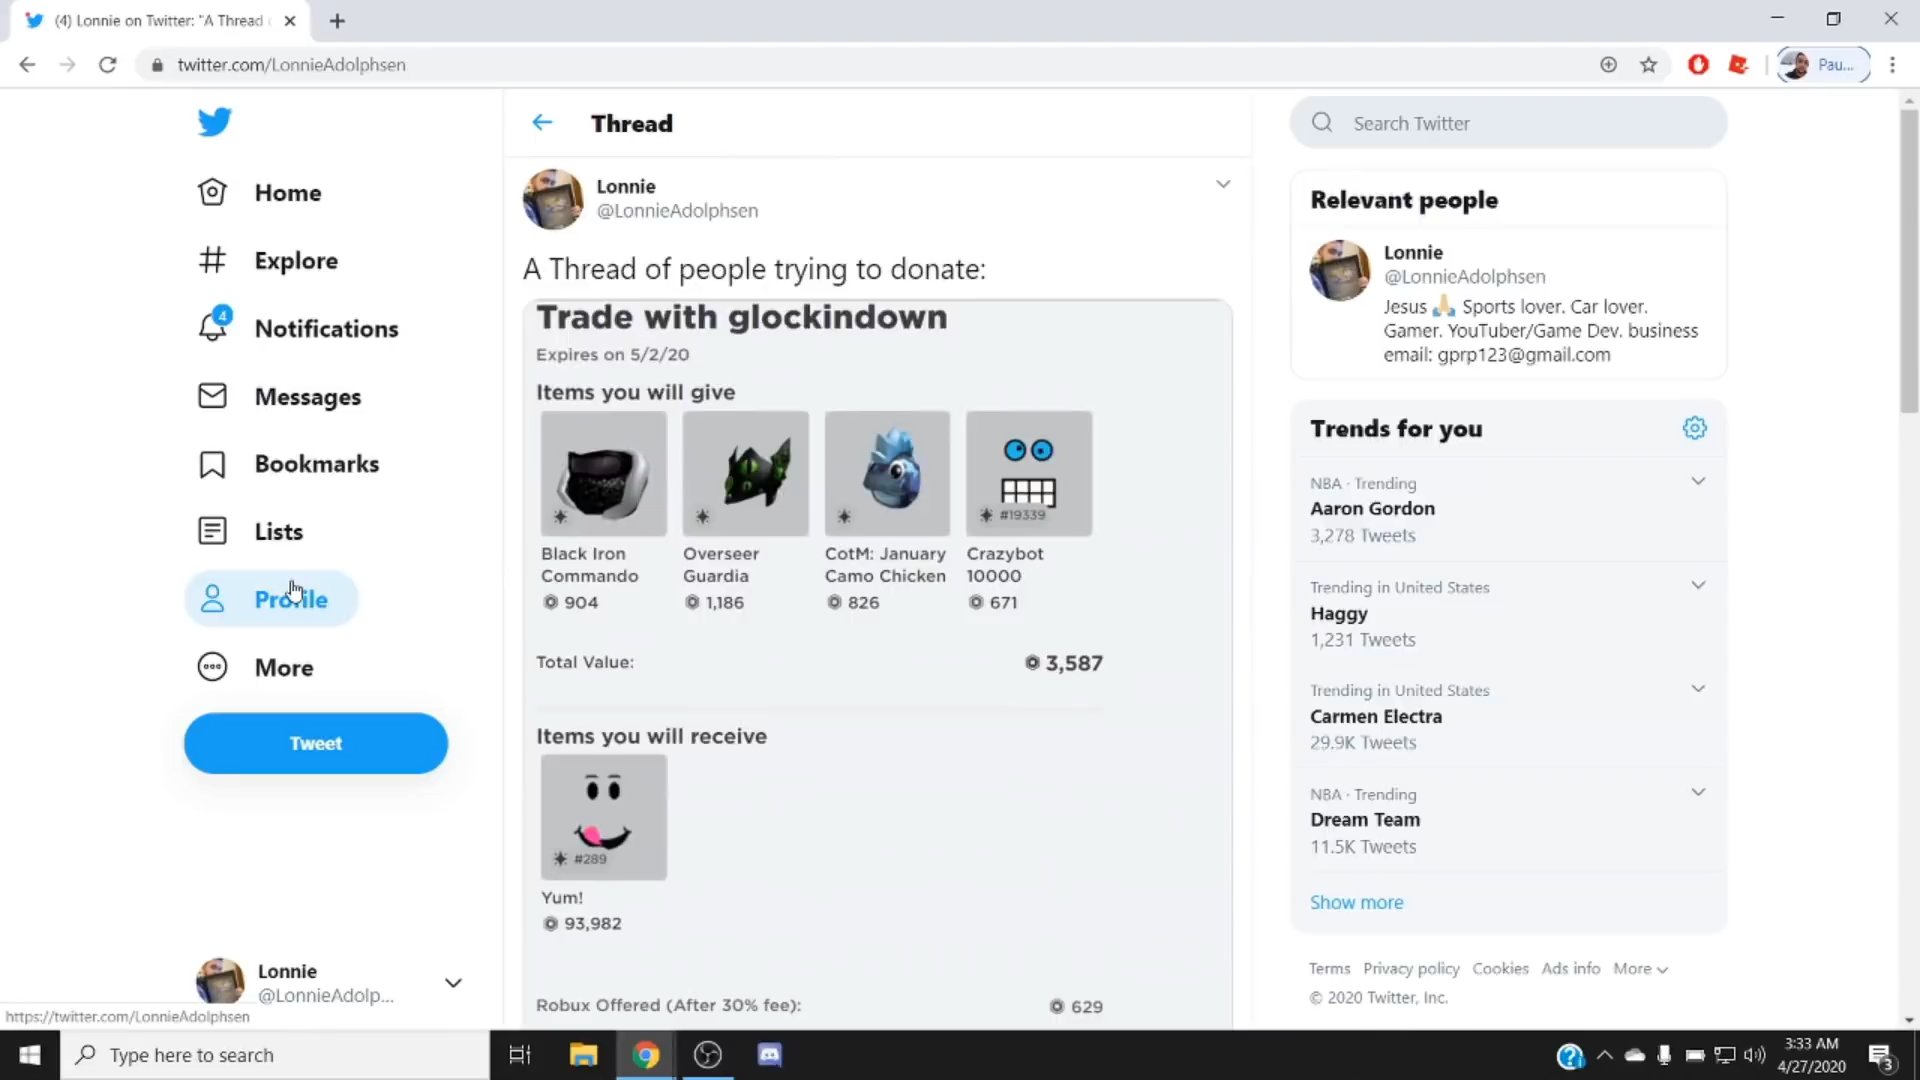 (4) Lonnie on Twitter: "A Thread
twitter.com/LonnieAdolphsen
Pau...
Home
Explore
4
Notifications
Messages
Bookmarks
Lists
Profile
More
Tweet
Lonnie
@LonnieAdolp...
https://twitter.com/LonnieAdolphsen
Thread
Lonnie
@LonnieAdolphsen
A Thread of people trying to donate:
Trade with glockindown
Expires on 5/2/20
Items you will give
#19339
Black Iron Commando
904
Overseer Guardia
1,186
CotM: January Camo Chicken
826
Crazybot 10000
671
Total Value:
3,587
Items you will receive
#289
Yum!
93,982
Robux Offered (After 30% fee):
629
Search Twitter
Relevant people
Lonnie
@LonnieAdolphsen
Jesus 🙏 Sports lover. Car lover.
Gamer. YouTuber/Game Dev. business
email: gprp123@gmail.com
Trends for you
NBA · Trending
Aaron Gordon
3,278 Tweets
Trending in United States
Haggy
1,231 Tweets
Trending in United States
Carmen Electra
29.9K Tweets
NBA · Trending
Dream Team
11.5K Tweets
Show more
Terms Privacy policy Cookies Ads info More
© 2020 Twitter, Inc.
Type here to search
3:33 AM
4/27/2020
3